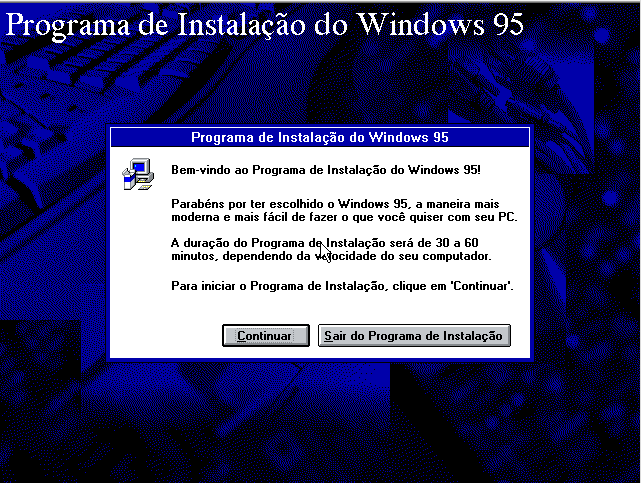 Programa de Instalação do Windows 95
Programa de Instalação do Windows 95
Bem-vindo ao Programa de Instalação do Windows 95!
Parabéns por ter escolhido o Windows 95, a maneira mais
moderna e mais fácil de fazer o que você quiser com seu PC.
A duração do Programa de Instalação será de 30 a 60
minutos, dependendo da velocidade do seu computador.
Para iniciar o Programa de Instalação, clique em 'Continuar'.
Continuar
Sair do Programa de Instalação